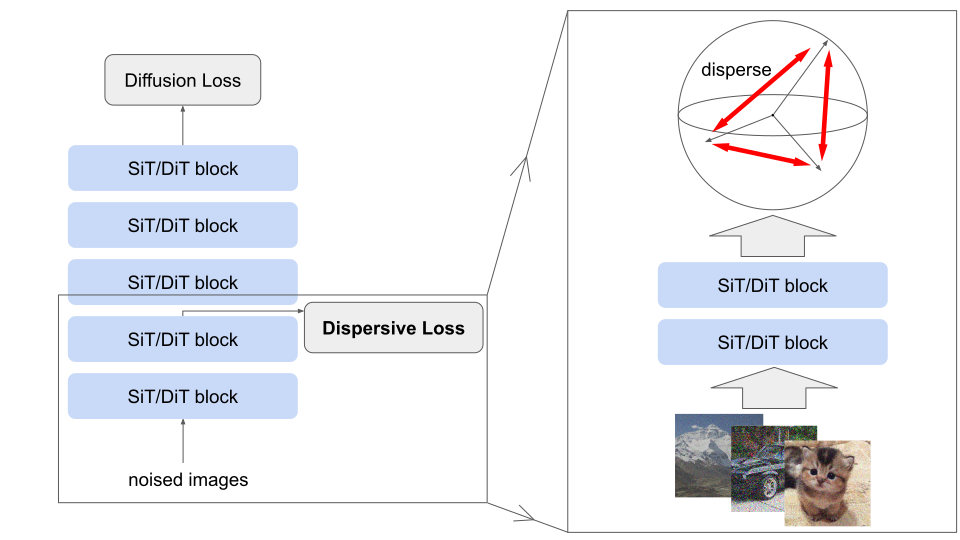 Diffusion Loss
SiT/DiT block
SiT/DiT block
SiT/DiT block
SiT/DiT block
Dispersive Loss
SiT/DiT block
noised images
disperse
SiT/DiT block
SiT/DiT block